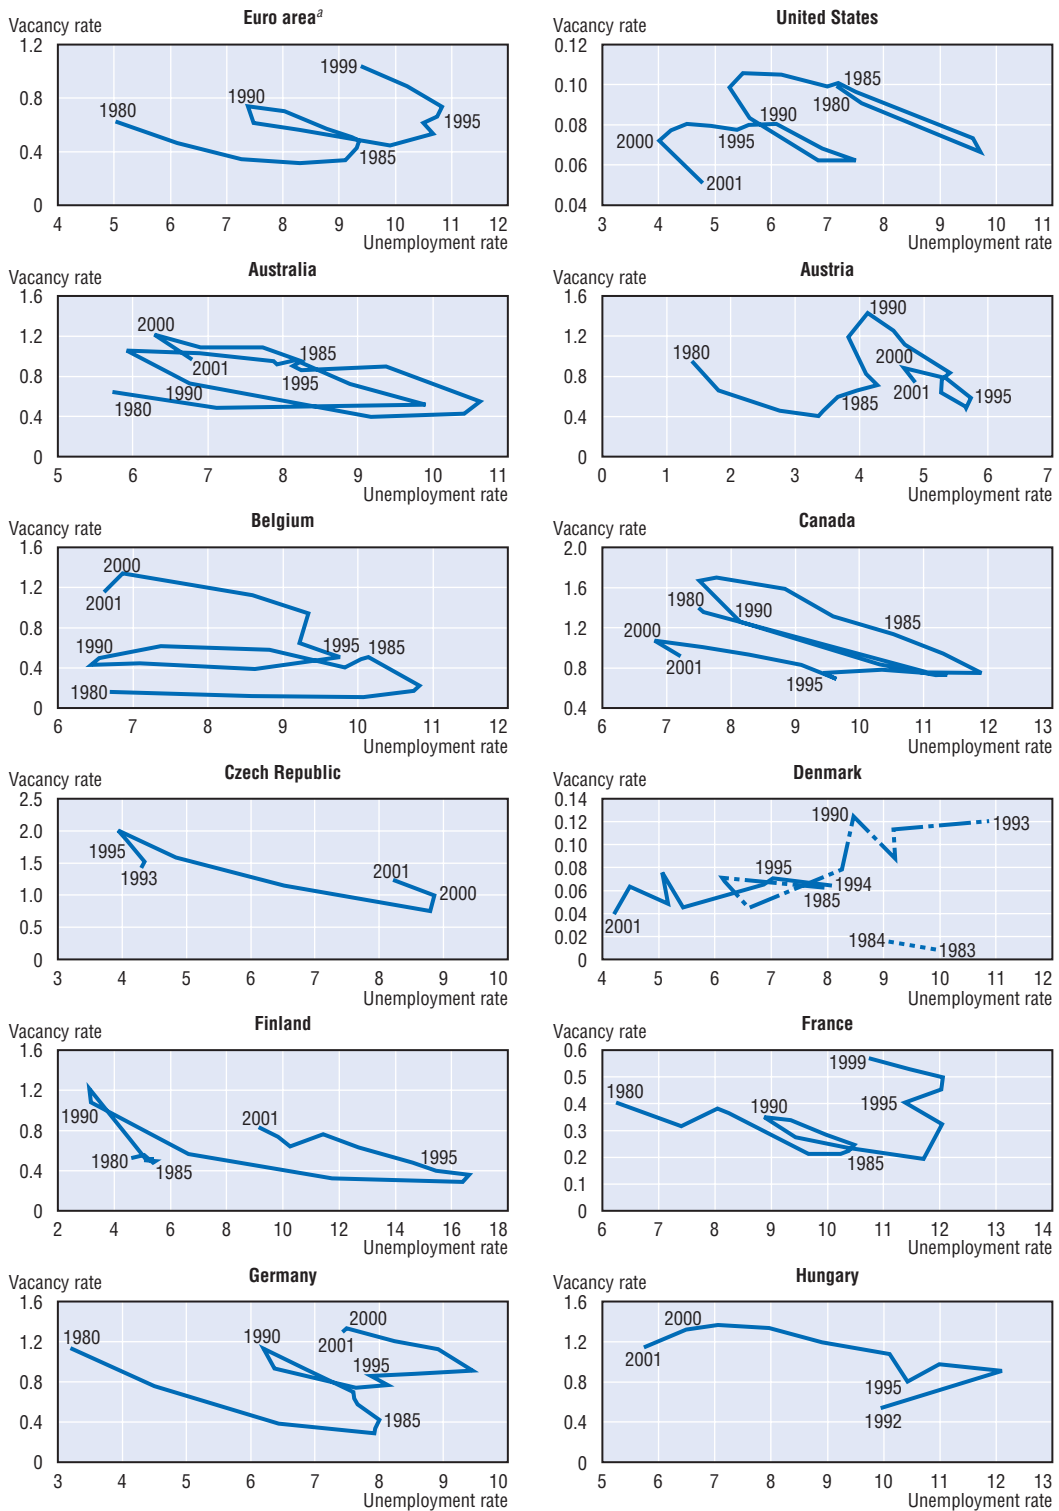 Euro area^a
Vacancy rate
1.2
0.8
0.4
0
1980
1990
1999
1995
1985
4 5 6 7 8 9 10 11 12
Unemployment rate
United States
Vacancy rate
0.12
0.10
0.08
0.06
0.04
1985
1980
1990
1995
2000
2001
3 4 5 6 7 8 9 10 11
Unemployment rate
Australia
Vacancy rate
1.6
1.2
0.8
0.4
0
2000
1985
2001
1995
1990
1980
5 6 7 8 9 10 11
Unemployment rate
Austria
Vacancy rate
1.6
1.2
0.8
0.4
0
1990
1980
2000
2001
1985
1995
0 1 2 3 4 5 6 7
Unemployment rate
Belgium
Vacancy rate
1.6
1.2
0.8
0.4
0
2000
2001
1990
1995
1985
1980
6 7 8 9 10 11 12
Unemployment rate
Canada
Vacancy rate
2.0
1.6
1.2
0.8
0.4
1980
1990
1985
2000
2001
1995
6 7 8 9 10 11 12 13
Unemployment rate
Czech Republic
Vacancy rate
2.5
2.0
1.5
1.0
0.5
0
1995
1993
2001
2000
3 4 5 6 7 8 9 10
Unemployment rate
Denmark
Vacancy rate
0.14
0.12
0.10
0.08
0.06
0.04
0.02
0
1990
1993
1995
1994
1985
2001
1984
1983
4 5 6 7 8 9 10 11 12
Unemployment rate
Finland
Vacancy rate
1.6
1.2
0.8
0.4
0
1990
2001
1980
1985
1995
2 4 6 8 10 12 14 16 18
Unemployment rate
France
Vacancy rate
0.6
0.5
0.4
0.3
0.2
0.1
0
1999
1980
1990
1995
1985
6 7 8 9 10 11 12 13 14
Unemployment rate
Germany
Vacancy rate
1.6
1.2
0.8
0.4
0
1980
1990
2000
2001
1995
1985
3 4 5 6 7 8 9 10
Unemployment rate
Hungary
Vacancy rate
1.6
1.2
0.8
0.4
0
2000
2001
1995
1992
5 6 7 8 9 10 11 12 13
Unemployment rate